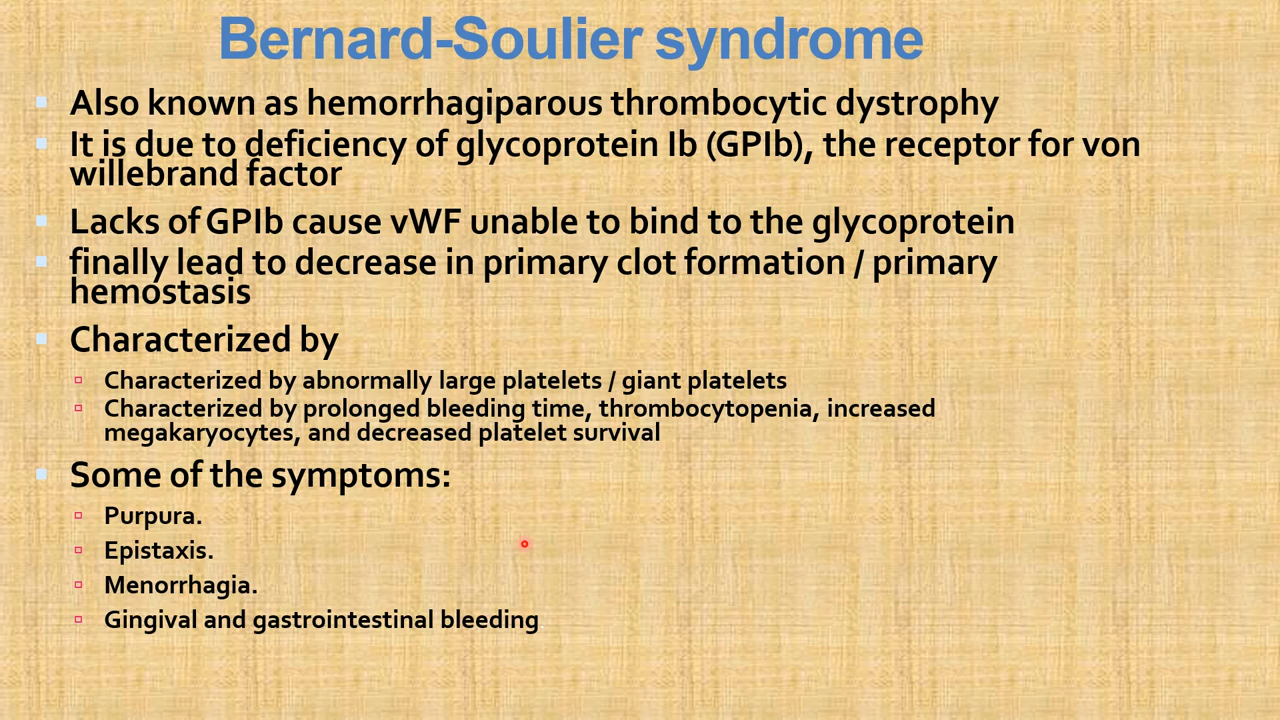 Bernard-Soulier syndrome
Also known as hemorrhagiparous thrombocytic dystrophy
It is due to deficiency of glycoprotein Ib (GPIb), the receptor for von
willebrand factor
Lacks of GPIb cause vWF unable to bind to the glycoprotein
finally lead to decrease in primary clot formation / primary
hemostasis
Characterized by
Characterized by abnormally large platelets / giant platelets
Characterized by prolonged bleeding time, thrombocytopenia, increased
megakaryocytes, and decreased platelet survival
Some of the symptoms:
Purpura.
Epistaxis.
Menorrhagia.
Gingival and gastrointestinal bleeding